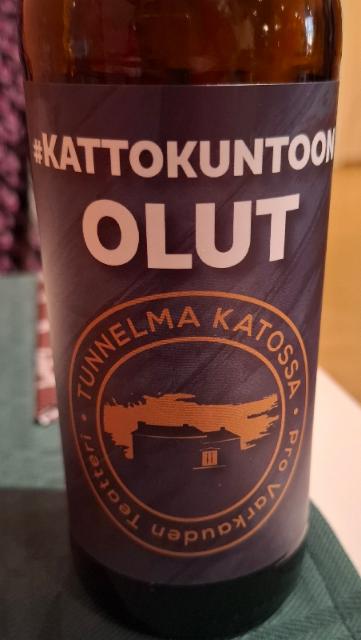 #KATTOKUNTOON
OLUT
TUNNELMA KATOSSA
• Pro Varkauden Teatteri •